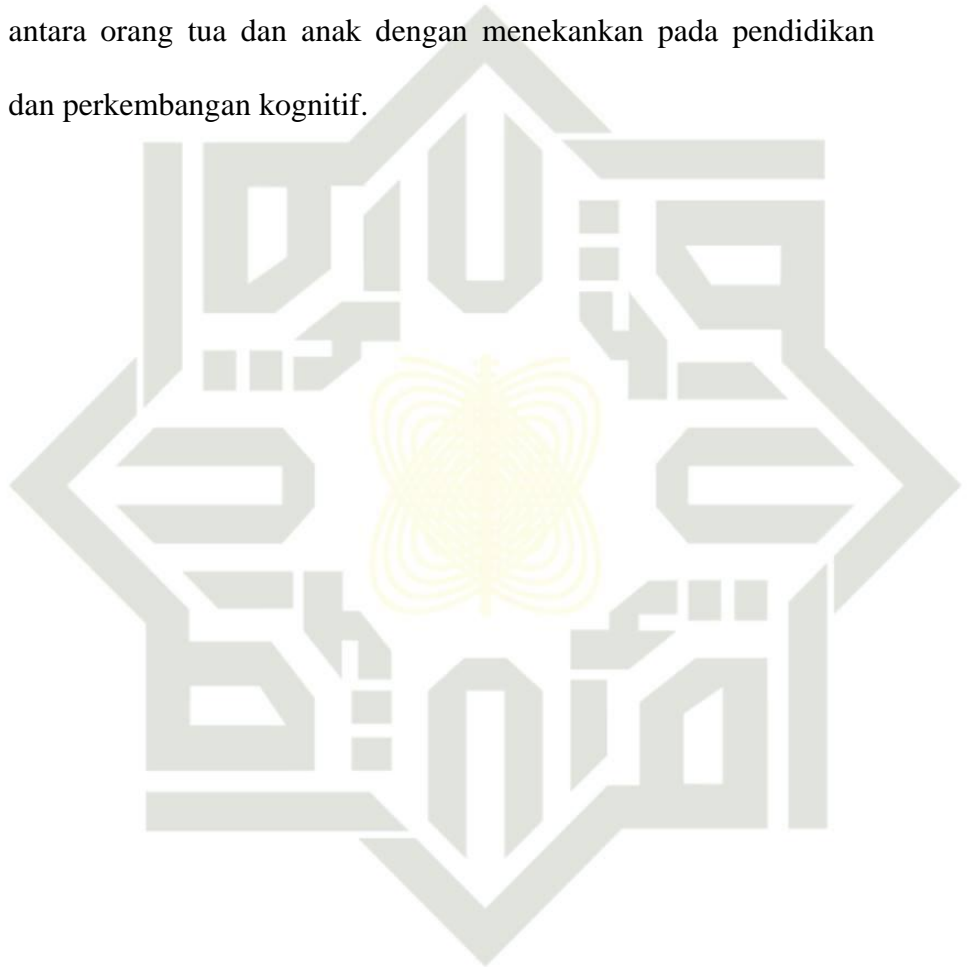 antara orang tua dan anak dengan menekankan pada pendidikan
dan perkembangan kognitif.